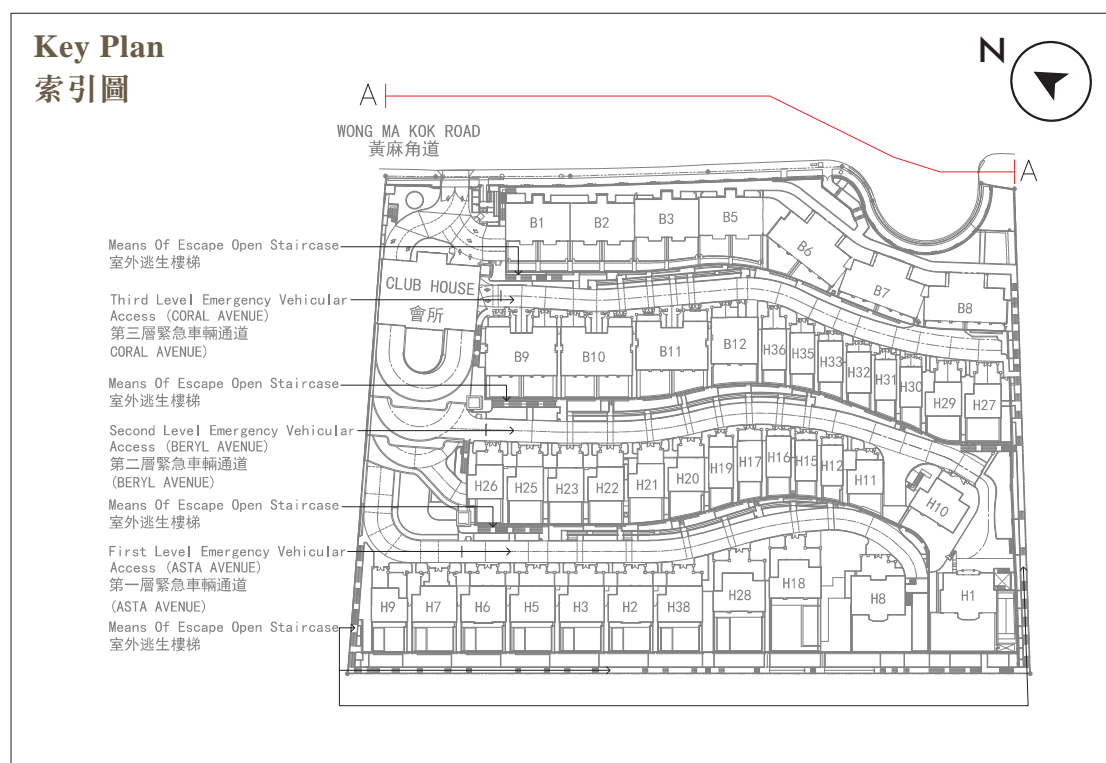 Key Plan
索引圖
N
A
WONG MA KOK ROAD
黃麻角道
A
B1
B2
B3
B5
B6
B7
B8
Means Of Escape Open Staircase
室外逃生樓梯
CLUB HOUSE
會所
Third Level Emergency Vehicular
Access (CORAL AVENUE)
第三層緊急車輛通道
CORAL AVENUE)
B9
B10
B11
B12
H36
H35
H33
H32
H31
H30
H29
H27
Means Of Escape Open Staircase
室外逃生樓梯
Second Level Emergency Vehicular
Access (BERYL AVENUE)
第二層緊急車輛通道
(BERYL AVENUE)
H26
H25
H23
H22
H21
H20
H19
H17
H16
H15
H12
H11
H10
Means Of Escape Open Staircase
室外逃生樓梯
First Level Emergency Vehicular
Access (ASTA AVENUE)
第一層緊急車輛通道
(ASTA AVENUE)
H9
H7
H6
H5
H3
H2
H38
H28
H18
H8
H1
Means Of Escape Open Staircase
室外逃生樓梯